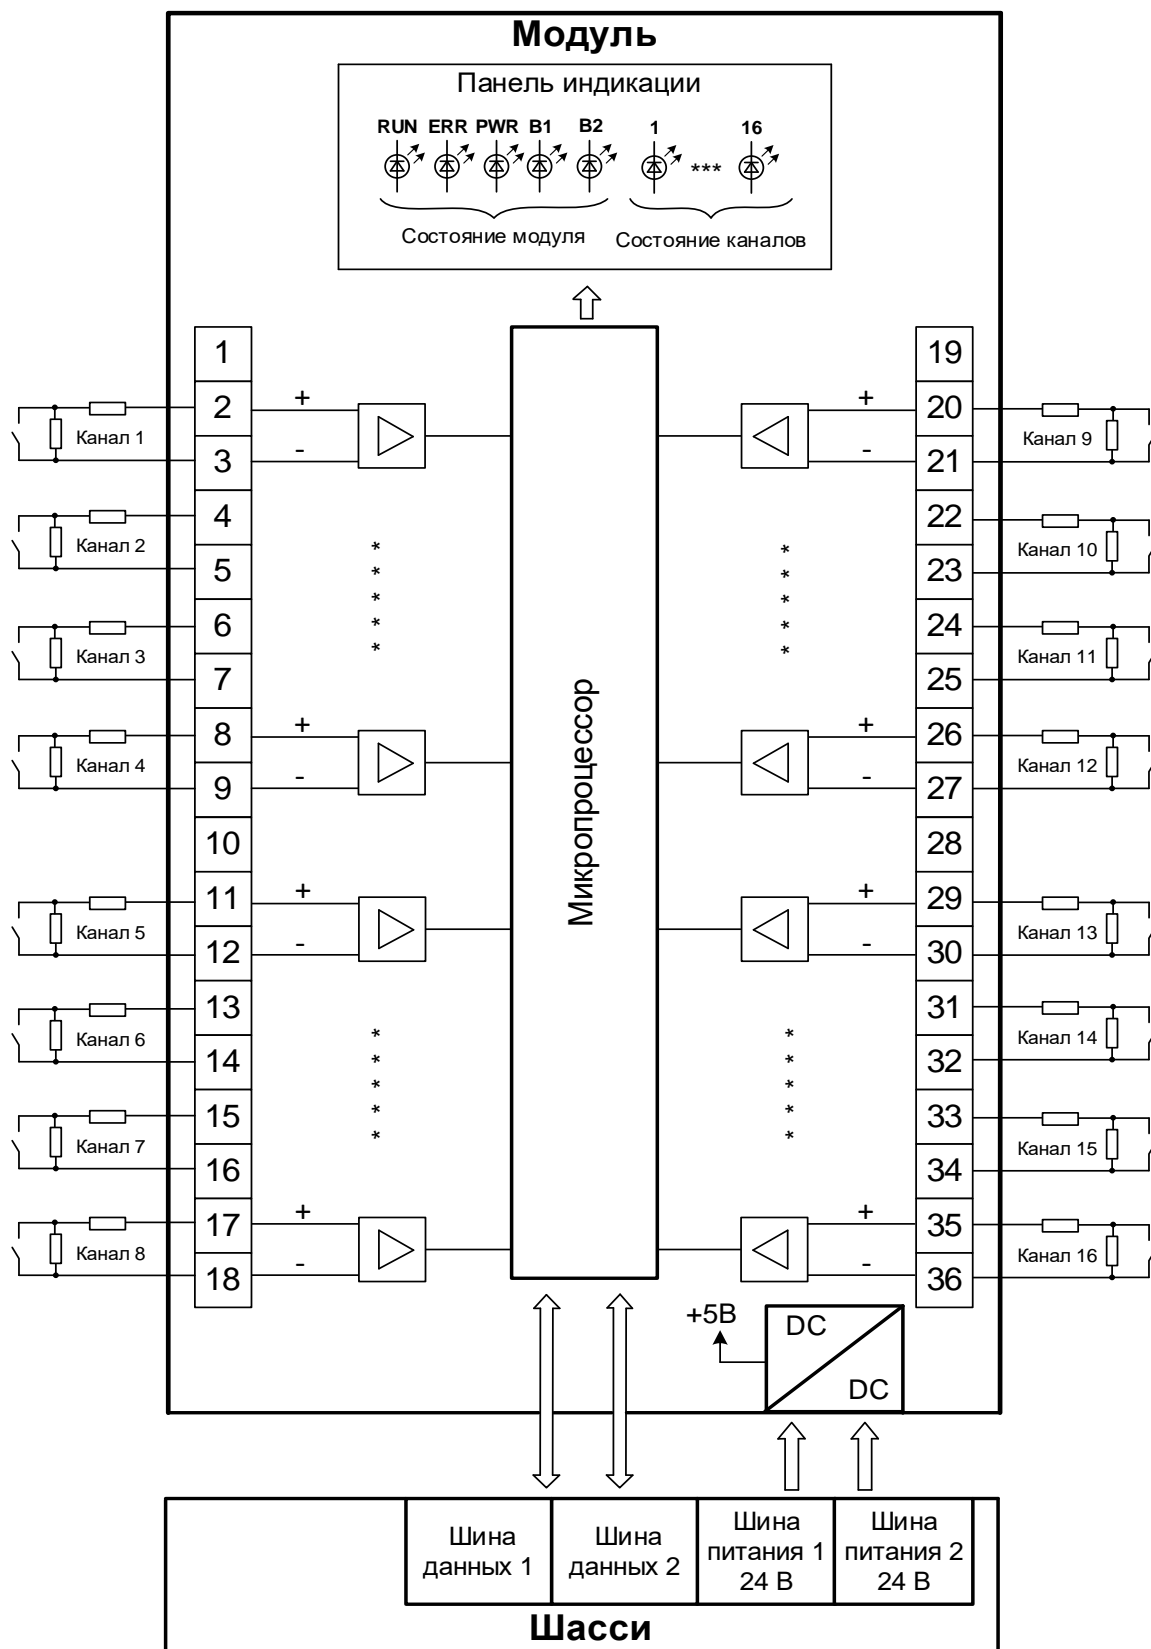 Модуль
Панель индикации
RUN ERR PWR B1 B2 1 16
***
Состояние модуля Состояние каналов
1 19
+ +
2 20
Канал 1 Канал 9
- -
3 21
4 22
Канал 2 Канал 10
5 23
* * * * * * * * * *
6 24
Канал 3 Канал 11
7 25
+ +
8 26
Канал 4 Канал 12
- -
9 27
Микропроцессор
10 28
+ +
11 29
Канал 5 Канал 13
- -
12 30
13 31
Канал 6 Канал 14
14 32
* * * * * * * * * *
15 33
Канал 7 Канал 15
16 34
+ +
17 35
Канал 8 Канал 16
- -
18 36
+5В
DC
DC
Шина данных 1
Шина данных 2
Шина питания 1 24 В
Шина питания 2 24 В
Шасси